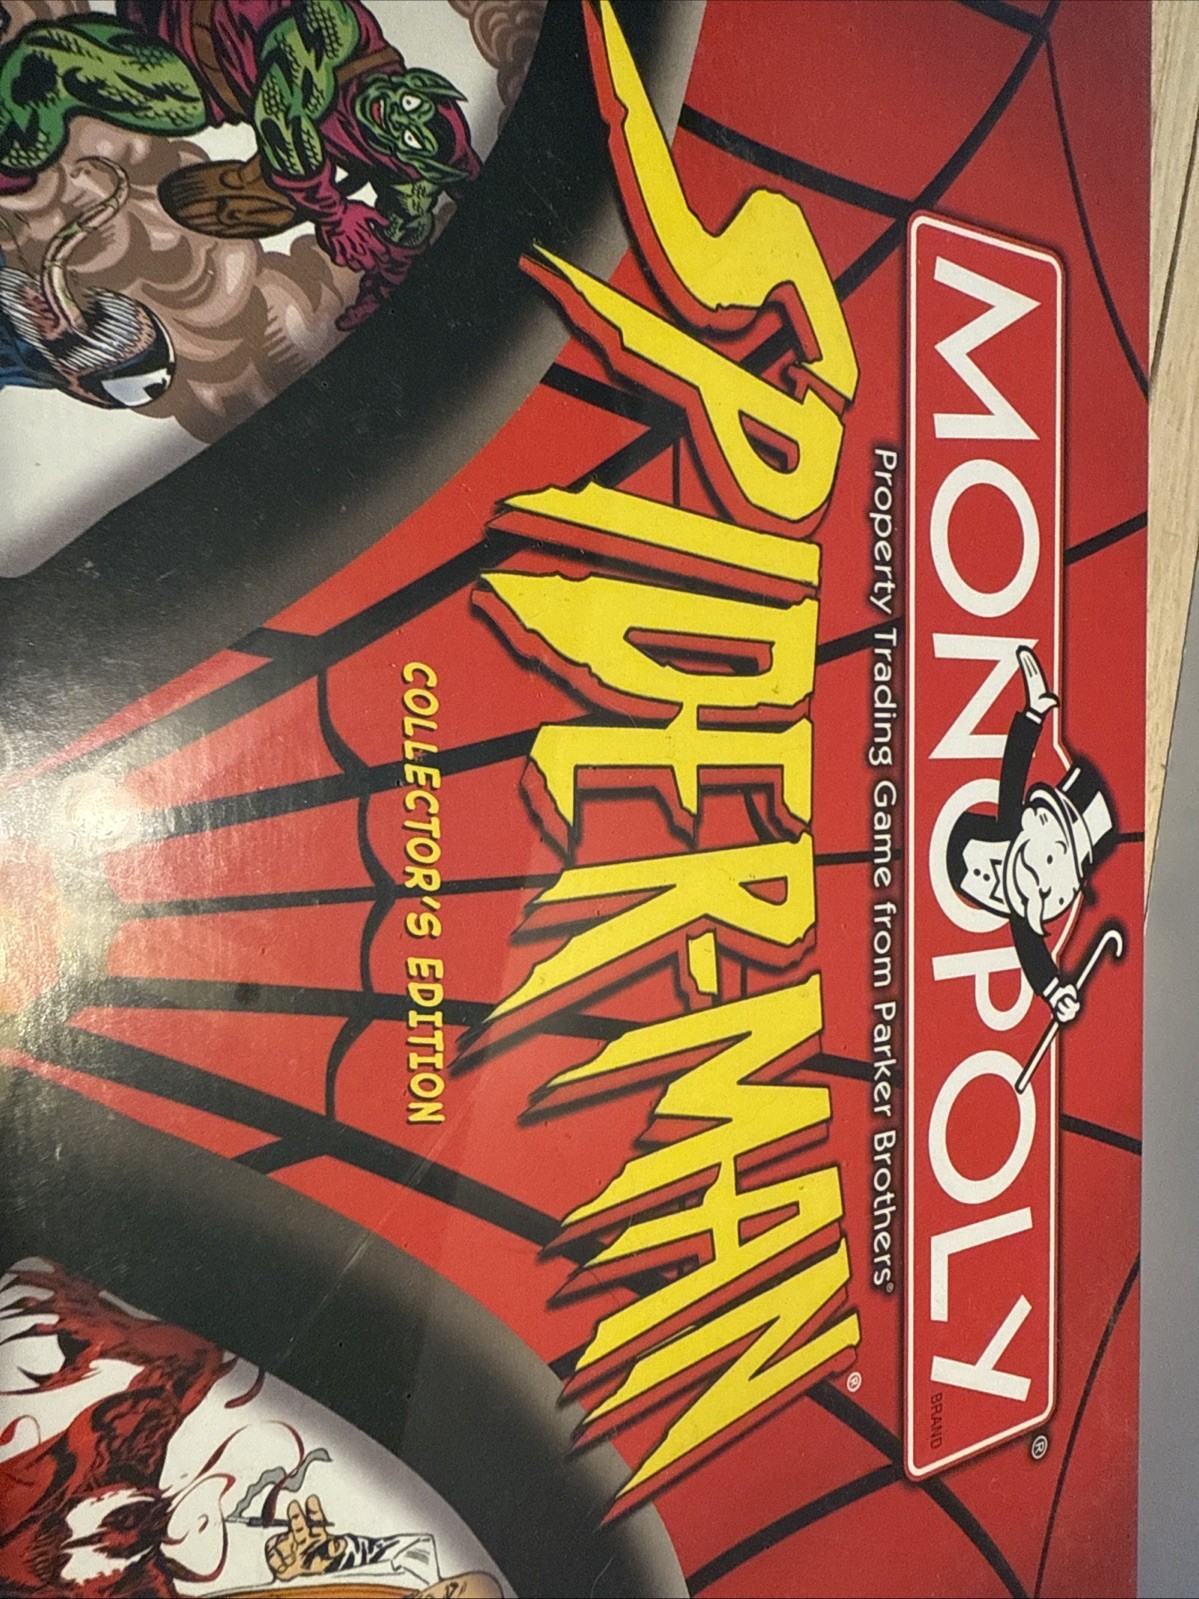 MONOPOLY®
BRAND
Property Trading Game from Parker Brothers®
SPIDER-MAN®
COLLECTOR'S EDITION